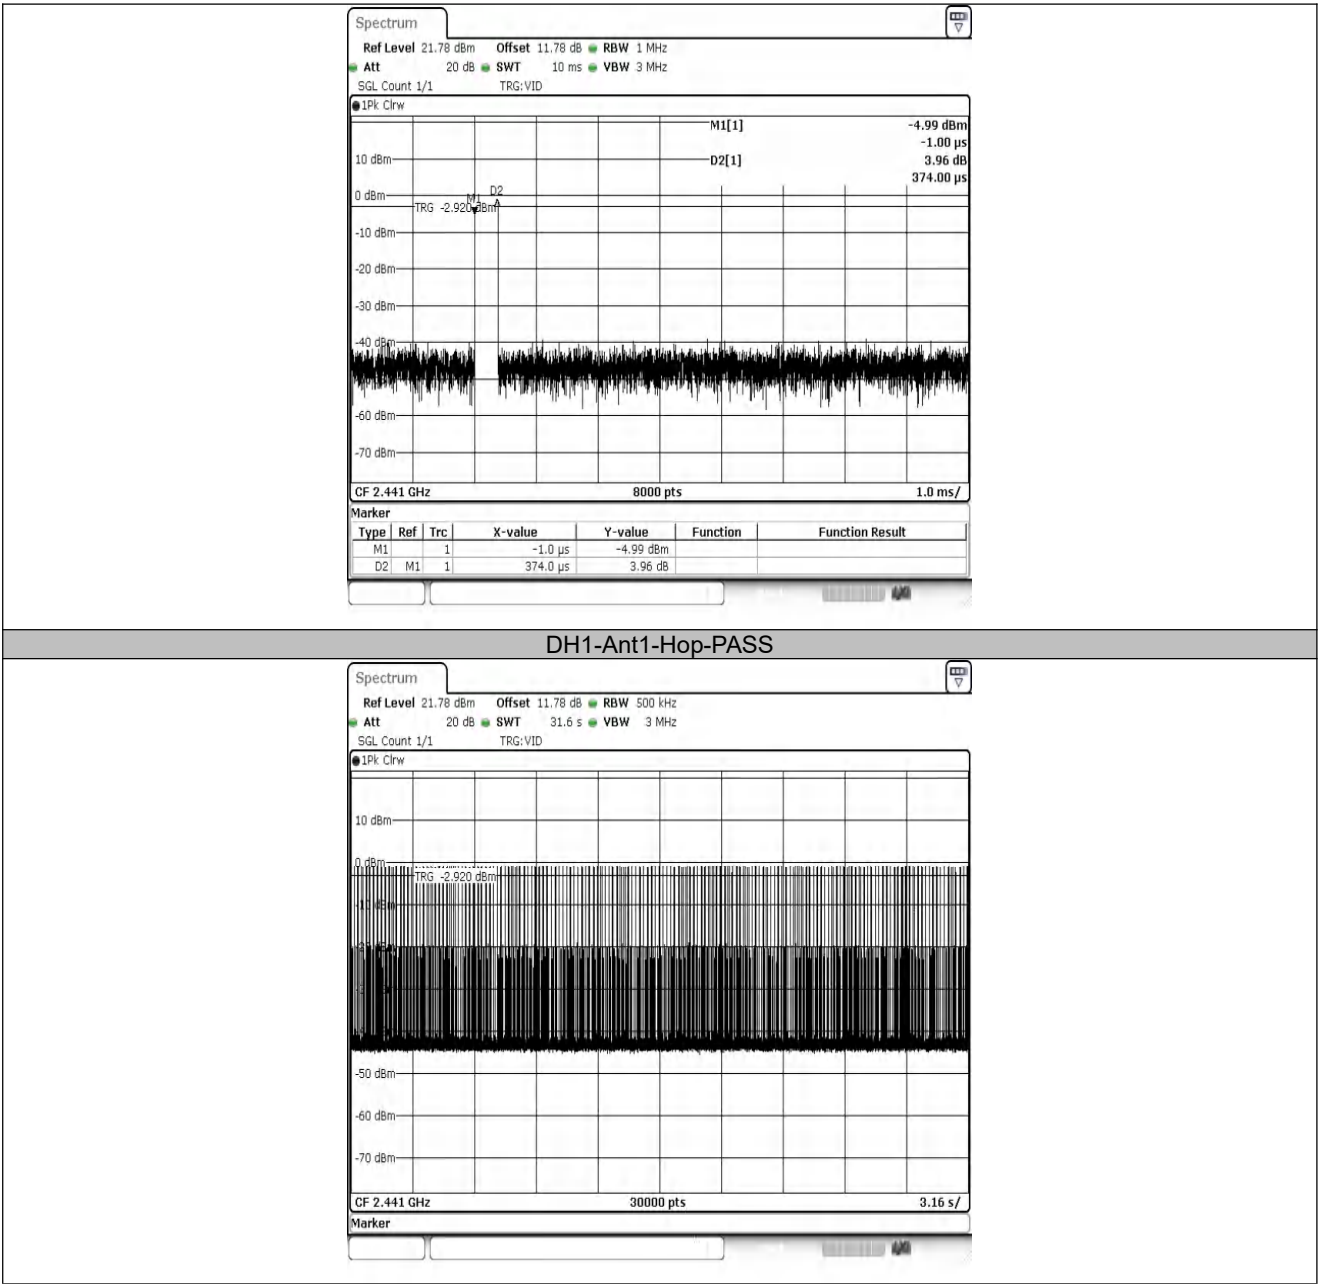 Spectrum
Ref Level 21.78 dBm Offset 11.78 dB RBW 1 MHz
Att 20 dB SWT 10 ms VBW 3 MHz
SGL Count 1/1 TRG:VID
1Pk Clrw
M1[1] -4.99 dBm
-1.00 µs
10 dBm D2[1] 3.96 dB
374.00 µs
0 dBm M1 D2
TRG -2.920 dBm
-10 dBm
-20 dBm
-30 dBm
-40 dBm
-60 dBm
-70 dBm
CF 2.441 GHz 8000 pts 1.0 ms/
Marker
Type Ref Trc X-value Y-value Function Function Result
M1 1 -1.0 µs -4.99 dBm
D2 M1 1 374.0 µs 3.96 dB
DH1-Ant1-Hop-PASS
Spectrum
Ref Level 21.78 dBm Offset 11.78 dB RBW 500 kHz
Att 20 dB SWT 31.6 s VBW 3 MHz
SGL Count 1/1 TRG:VID
1Pk Clrw
10 dBm
0 dBm
TRG -2.920 dBm
-50 dBm
-60 dBm
-70 dBm
CF 2.441 GHz 30000 pts 3.16 s/
Marker